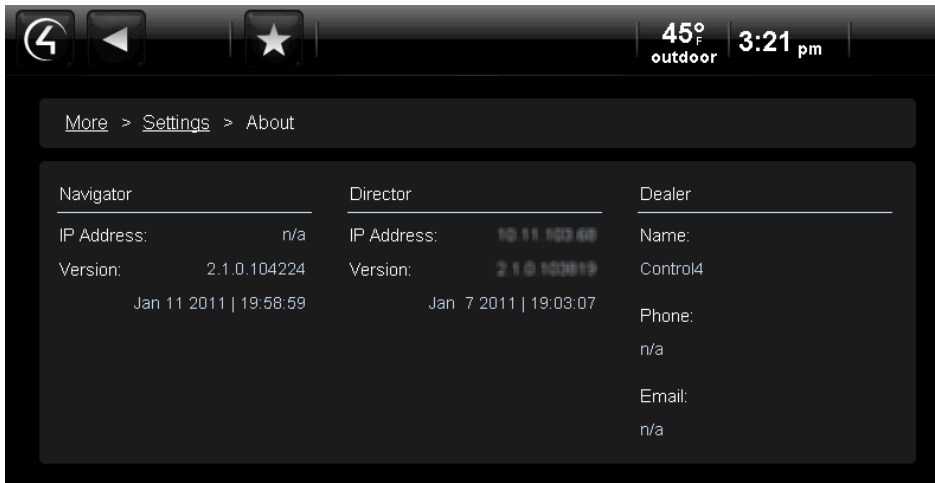 45°F
outdoor
3:21 pm
More > Settings > About
Navigator
IP Address: n/a
Version: 2.1.0.104224
Jan 11 2011 | 19:58:59
Director
IP Address:
Version:
Jan 7 2011 | 19:03:07
Dealer
Name:
Control4
Phone:
n/a
Email:
n/a